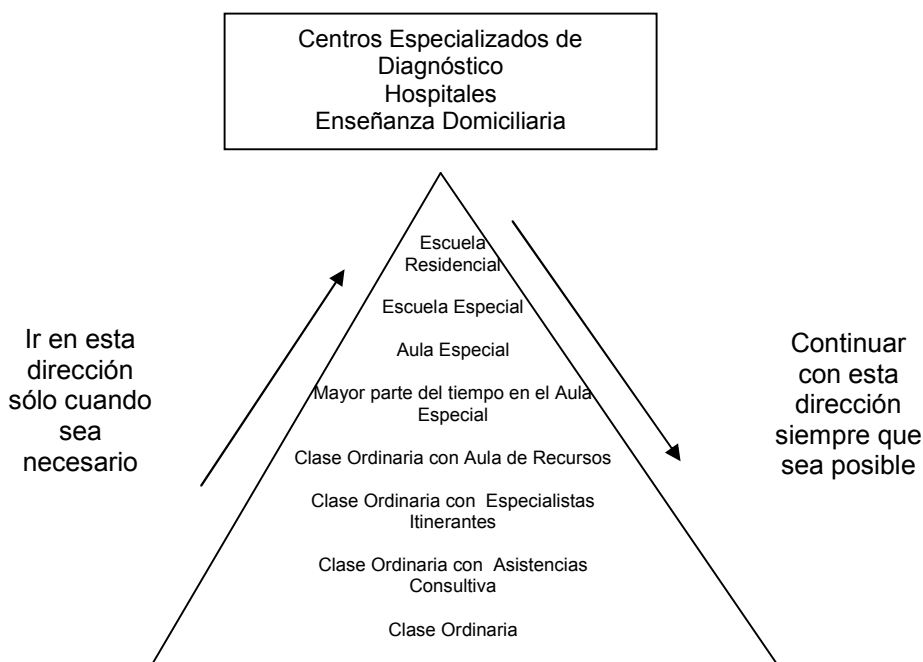 Centros Especializados de
Diagnóstico
Hospitales
Enseñanza Domiciliaria
Escuela
Residencial
Escuela Especial
Aula Especial
Mayor parte del tiempo en el Aula
Especial
Clase Ordinaria con Aula de Recursos
Clase Ordinaria con Especialistas
Itinerantes
Clase Ordinaria con Asistencias
Consultiva
Clase Ordinaria
Ir en esta
dirección
sólo cuando
sea
necesario
Continuar
con esta
dirección
siempre que
sea posible